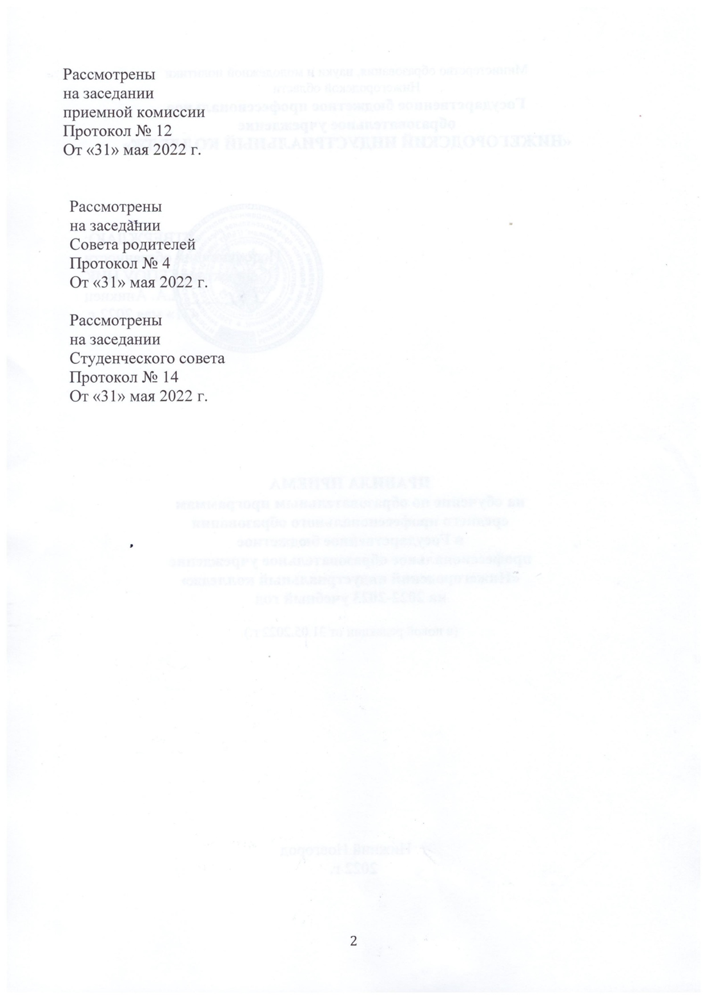 Рассмотрены
на заседании
приемной комиссии
Протокол № 12
От «31» мая 2022 г.
Рассмотрены
на заседании
Совета родителей
Протокол № 4
От «31» мая 2022 г.
Рассмотрены
на заседании
Студенческого совета
Протокол № 14
От «31» мая 2022 г.
2